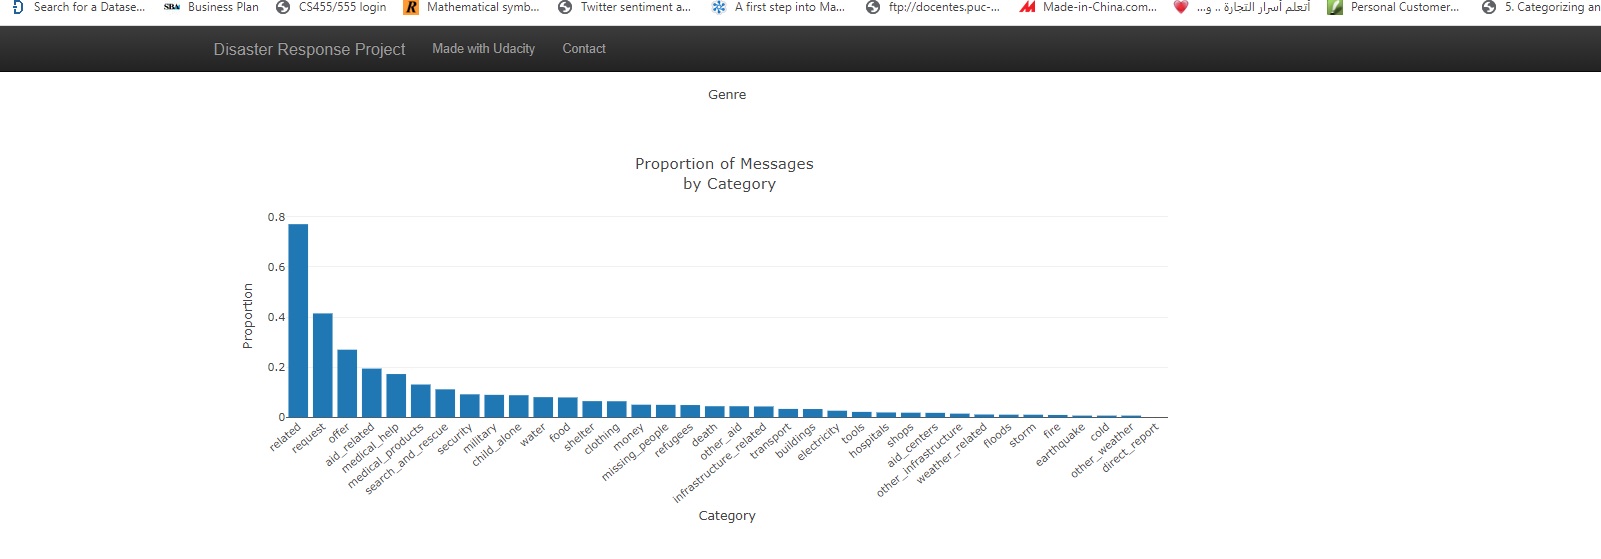 Search for a Datase...
SBA Business Plan
CS455/555 login
R Mathematical symb...
Twitter sentiment a...
A first step into Ma...
ftp://docentes.puc-...
Made-in-China.com...
أتعلم أسرار التجارة .. و...
Personal Customer...
5. Categorizing an
Disaster Response Project
Made with Udacity
Contact
Genre
Proportion of Messages
by Category
Proportion
0.8
0.6
0.4
0.2
0
related
request
offer
aid_related
medical_help
medical_products
search_and_rescue
security
military
child_alone
water
food
shelter
clothing
money
missing_people
refugees
death
other_aid
infrastructure_related
transport
buildings
electricity
tools
hospitals
shops
aid_centers
other_infrastructure
weather_related
floods
storm
fire
earthquake
cold
other_weather
direct_report
Category